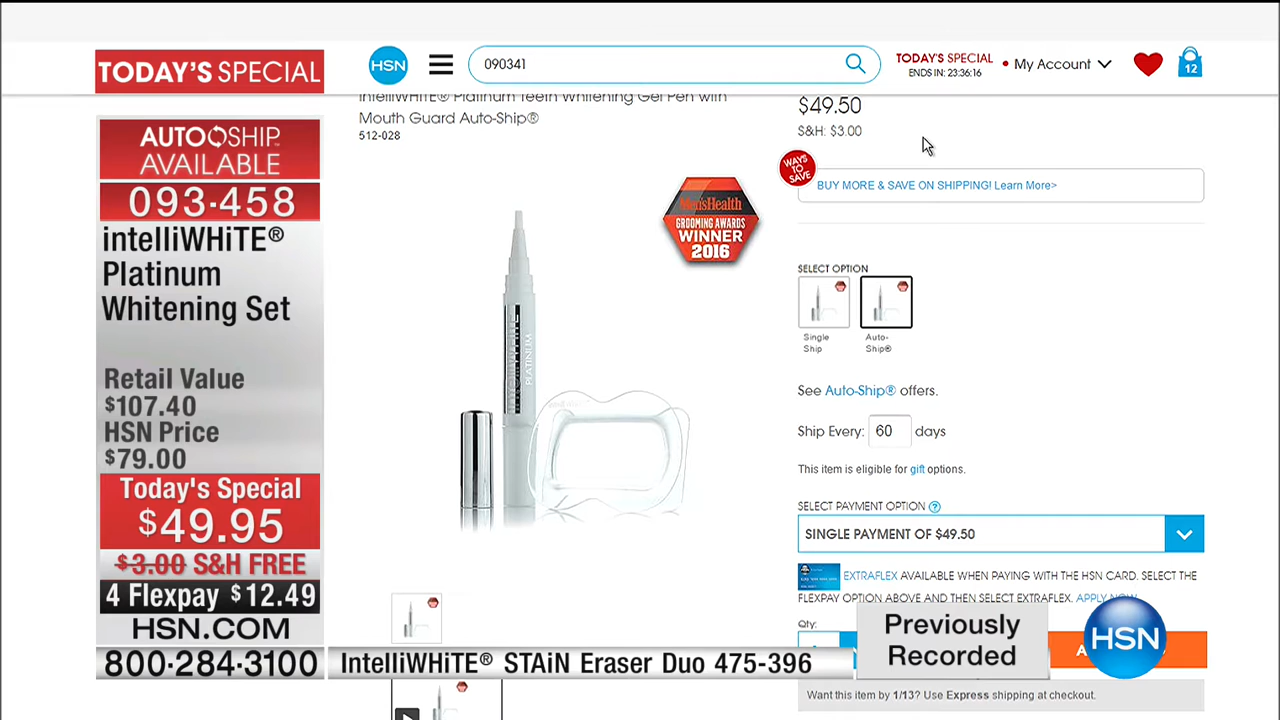 TODAY'S SPECIAL
HSN
090341
TODAY'S SPECIAL
ENDS IN: 23:36:16
My Account
12
AUTOSHIP
AVAILABLE
093-458
intelliWHiTE®
Platinum
Whitening Set
Retail Value
$107.40
HSN Price
$79.00
Today's Special
$49.95
$3.00 S&H FREE
4 Flexpay $12.49
HSN.COM
800-284-3100
IntelliWHiTE® Platinum Teeth Whitening Gel Pen with
Mouth Guard Auto-Ship®
512-028
Men'sHealth
GROOMING AWARDS
WINNER
2016
INTELLIWHITE
PLATINUM
$49.50
S&H: $3.00
WAYS
TO
SAVE
BUY MORE & SAVE ON SHIPPING! Learn More>
SELECT OPTION
Single
Ship
Auto-
Ship®
See Auto-Ship® offers.
Ship Every: 60 days
This item is eligible for gift options.
SELECT PAYMENT OPTION ?
SINGLE PAYMENT OF $49.50
EXTRAFLEX AVAILABLE WHEN PAYING WITH THE HSN CARD. SELECT THE
FLEXPAY OPTION ABOVE AND THEN SELECT EXTRAFLEX. APPLY NOW
Qty:
Previously
Recorded
HSN
IntelliWHiTE® STAiN Eraser Duo 475-396
Want this item by 1/13? Use Express shipping at checkout.